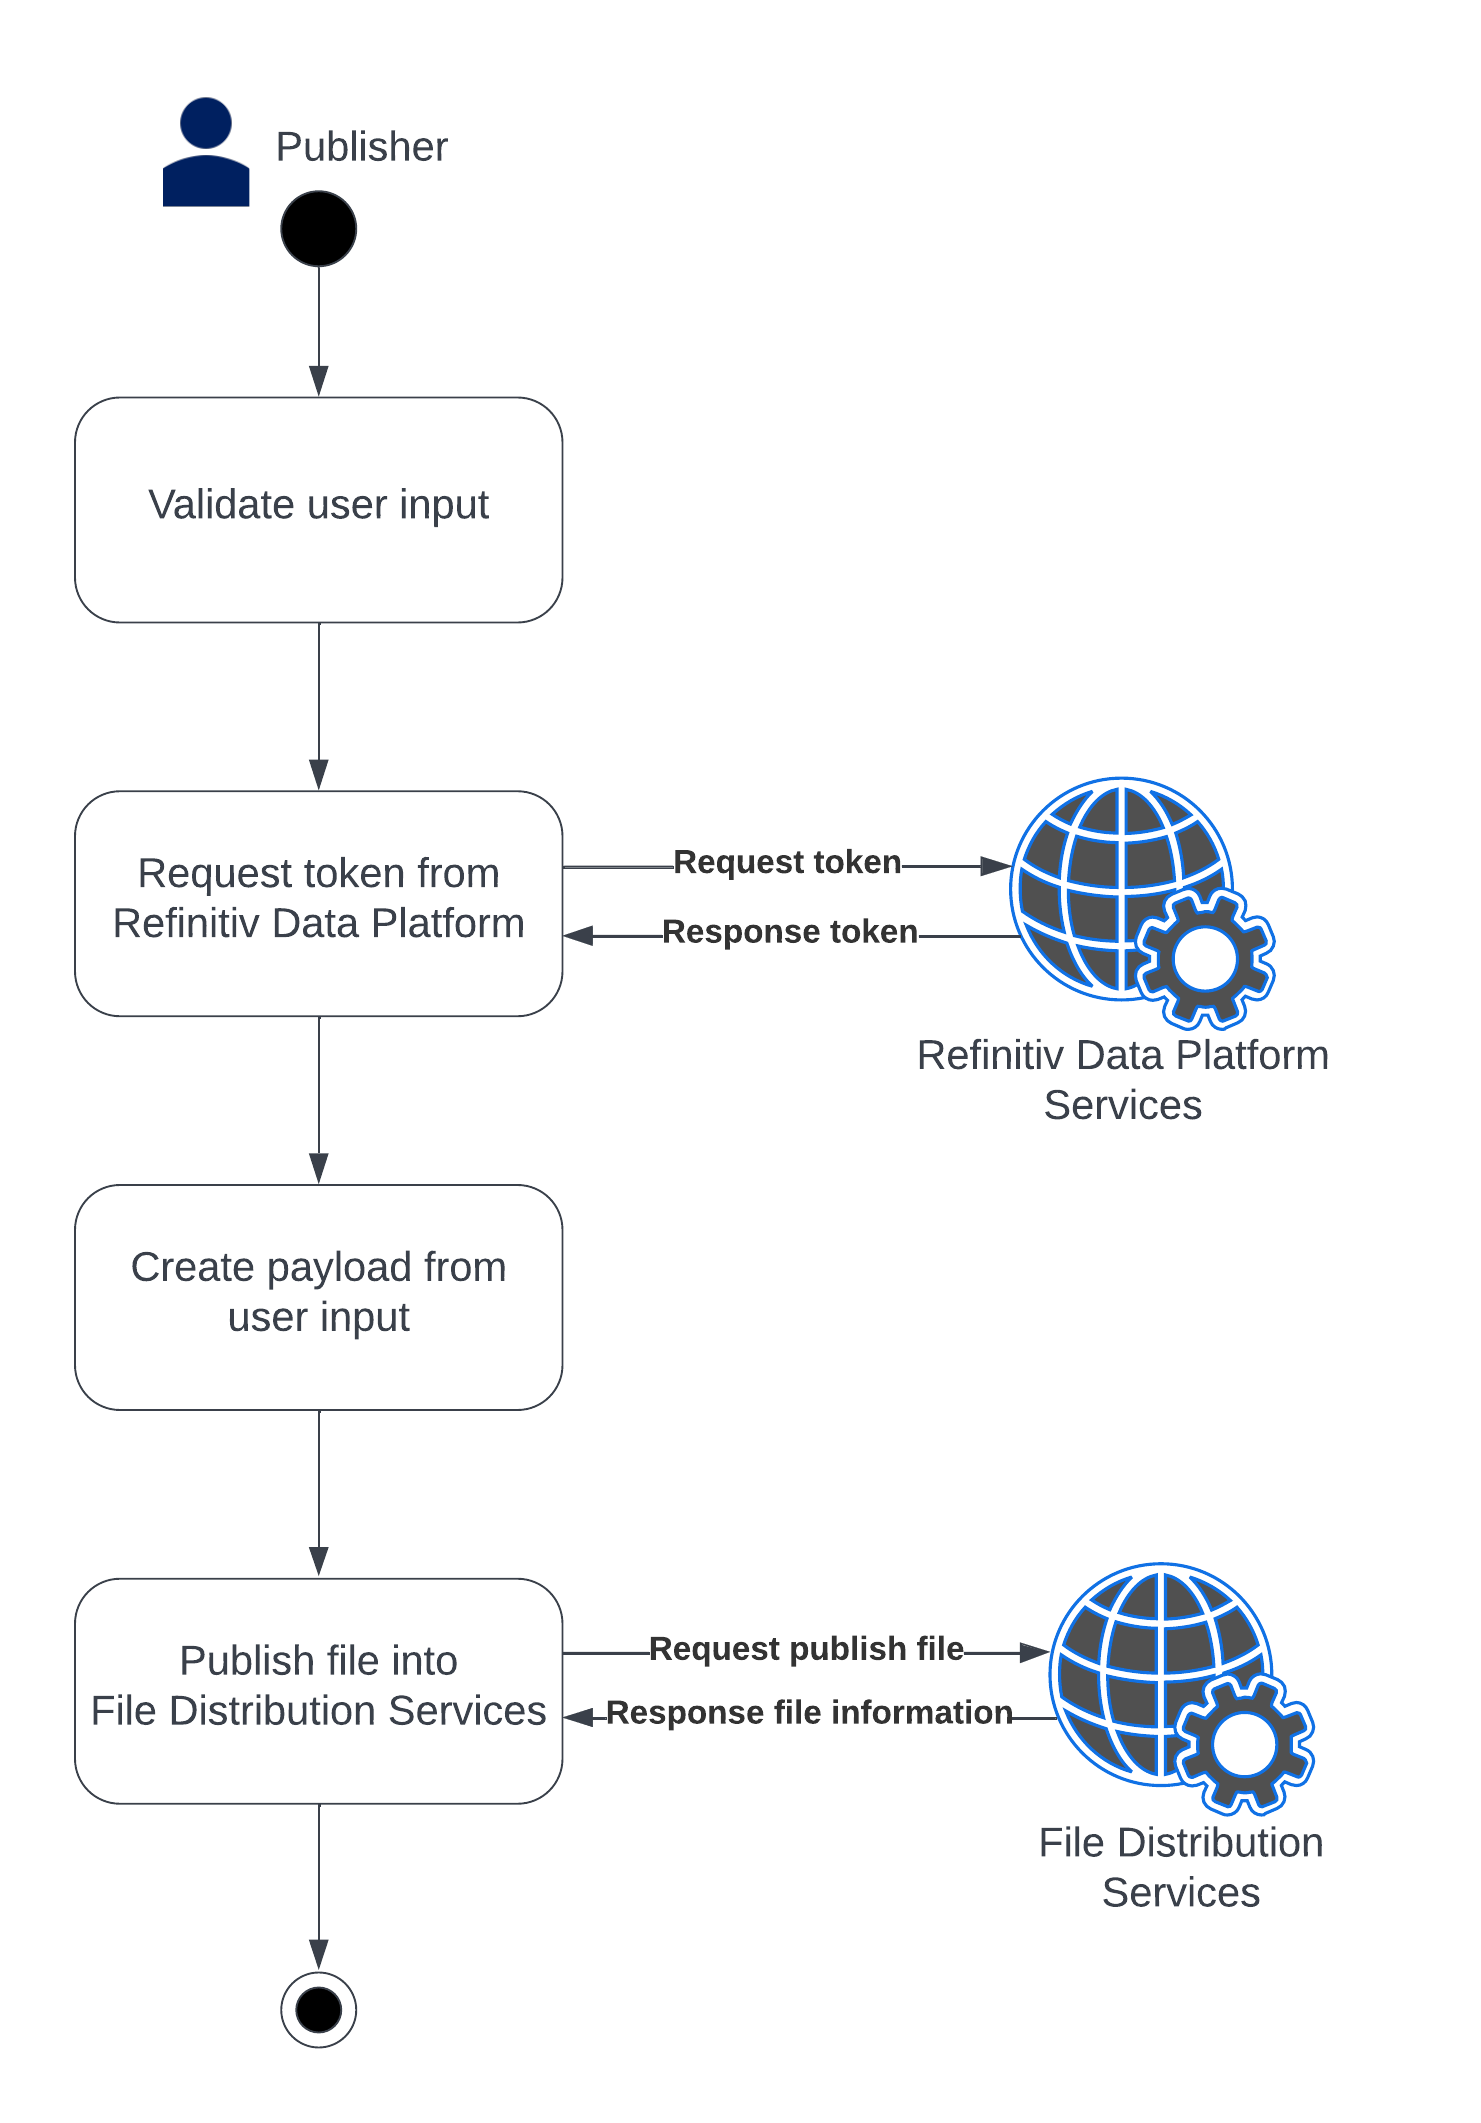 Publisher
Validate user input
Request token from
Refinitiv Data Platform
Request token
Response token
Refinitiv Data Platform
Services
Create payload from
user input
Publish file into
File Distribution Services
Request publish file
Response file information
File Distribution
Services